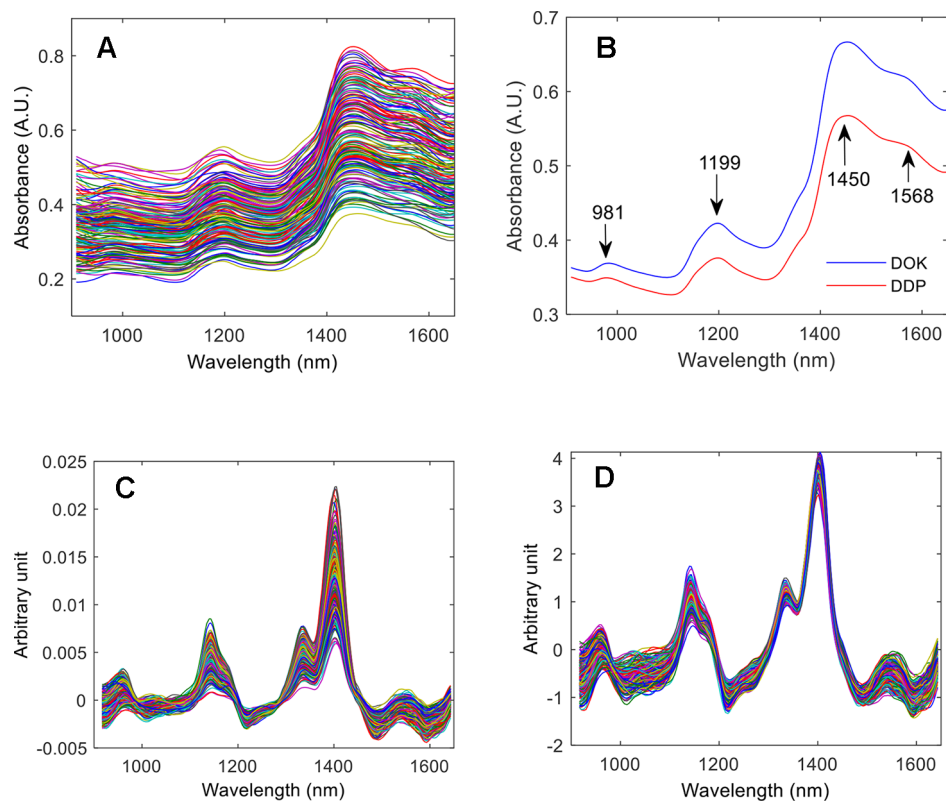 A
Absorbance (A.U.)
0.8
0.6
0.4
0.2
1000 1200 1400 1600
Wavelength (nm)
B
Absorbance (A.U.)
0.7
0.6
0.5
0.4
0.3
981
1199
1450
1568
DOK
DDP
1000 1200 1400 1600
Wavelength (nm)
C
Arbitrary unit
0.025
0.02
0.015
0.01
0.005
0
-0.005
1000 1200 1400 1600
Wavelength (nm)
D
Arbitrary unit
4
3
2
1
0
-1
-2
1000 1200 1400 1600
Wavelength (nm)